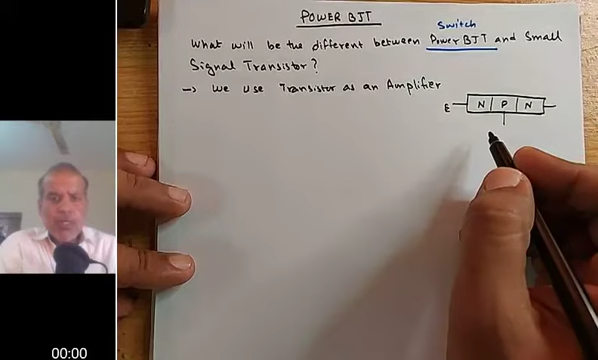 POWER BJT
Switch
What will be the different between Power BJT and Small
Signal Transistor?
→ We use Transistor as an Amplifier
E N P N
00:00